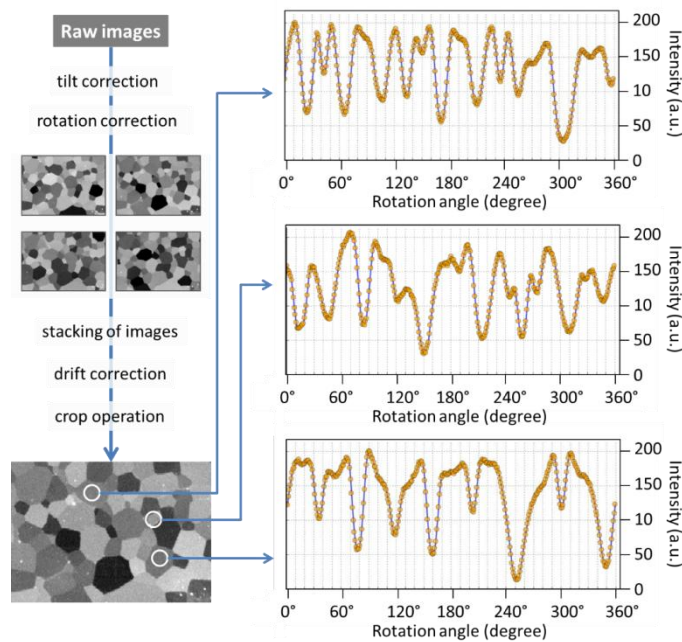 Raw images
tilt correction
rotation correction
stacking of images
drift correction
crop operation
200
150
10
50
0
Intensity (a.u.)
0° 60° 120° 180° 240° 300° 360°
Rotation angle (degree)
200
150
10
50
0
Intensity (a.u.)
0° 60° 120° 180° 240° 300° 360°
Rotation angle (degree)
200
150
10
50
0
Intensity (a.u.)
0° 60° 120° 180° 240° 300° 360°
Rotation angle (degree)